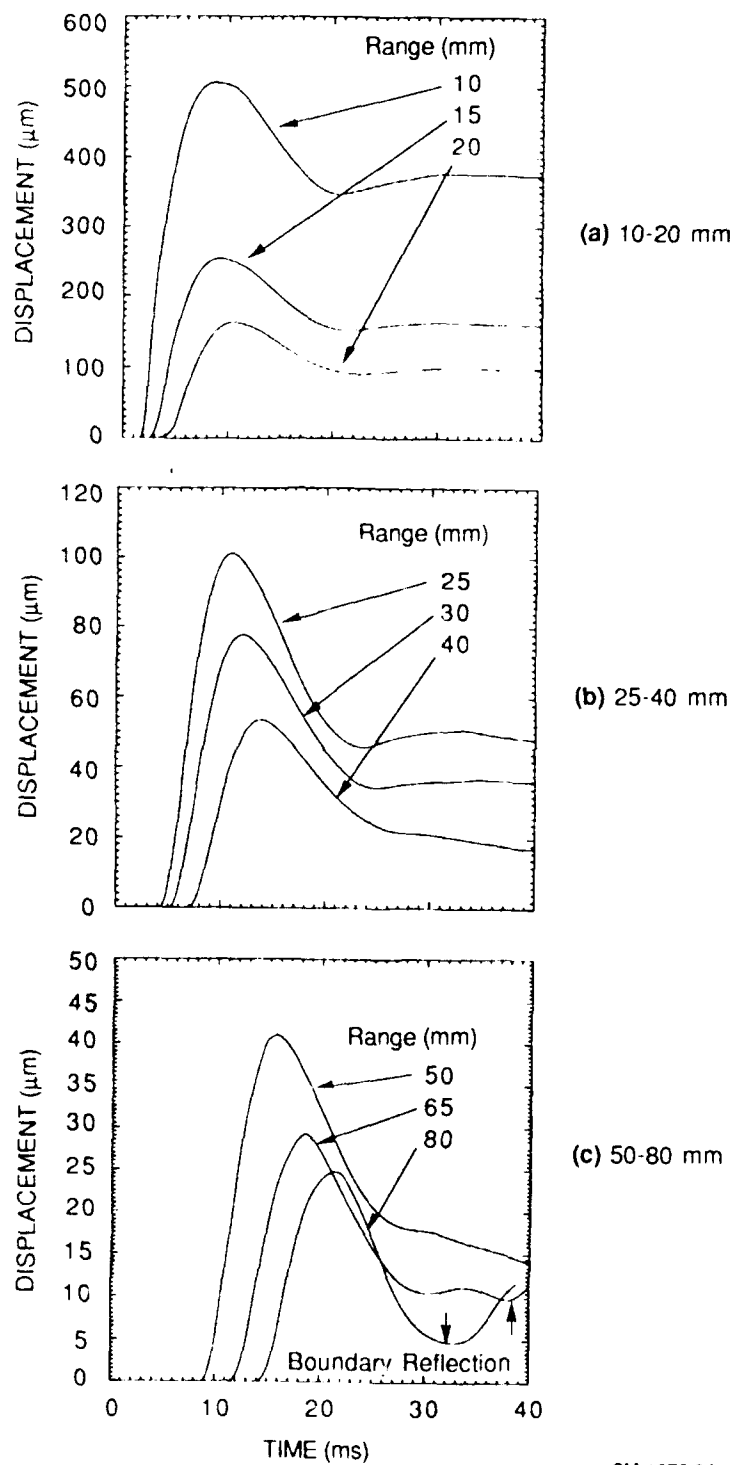 600
500
400
300
200
100
0
DISPLACEMENT (μm)
Range (mm)
10
15
20
(a) 10-20 mm
120
100
80
60
40
20
0
DISPLACEMENT (μm)
Range (mm)
25
30
40
(b) 25-40 mm
50
45
40
35
30
25
20
15
10
5
0
DISPLACEMENT (μm)
Range (mm)
50
65
80
(c) 50-80 mm
Boundary Reflection
0 10 20 30 40
TIME (ms)